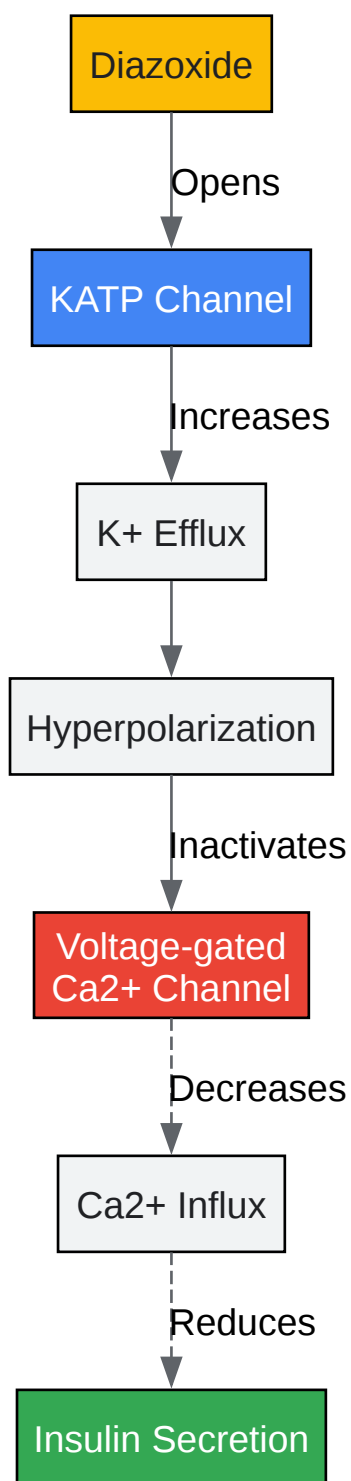 Diazoxide
Opens
KATP Channel
Increases
K+ Efflux
Hyperpolarization
Inactivates
Voltage-gated
Ca2+ Channel
Decreases
Ca2+ Influx
Reduces
Insulin Secretion